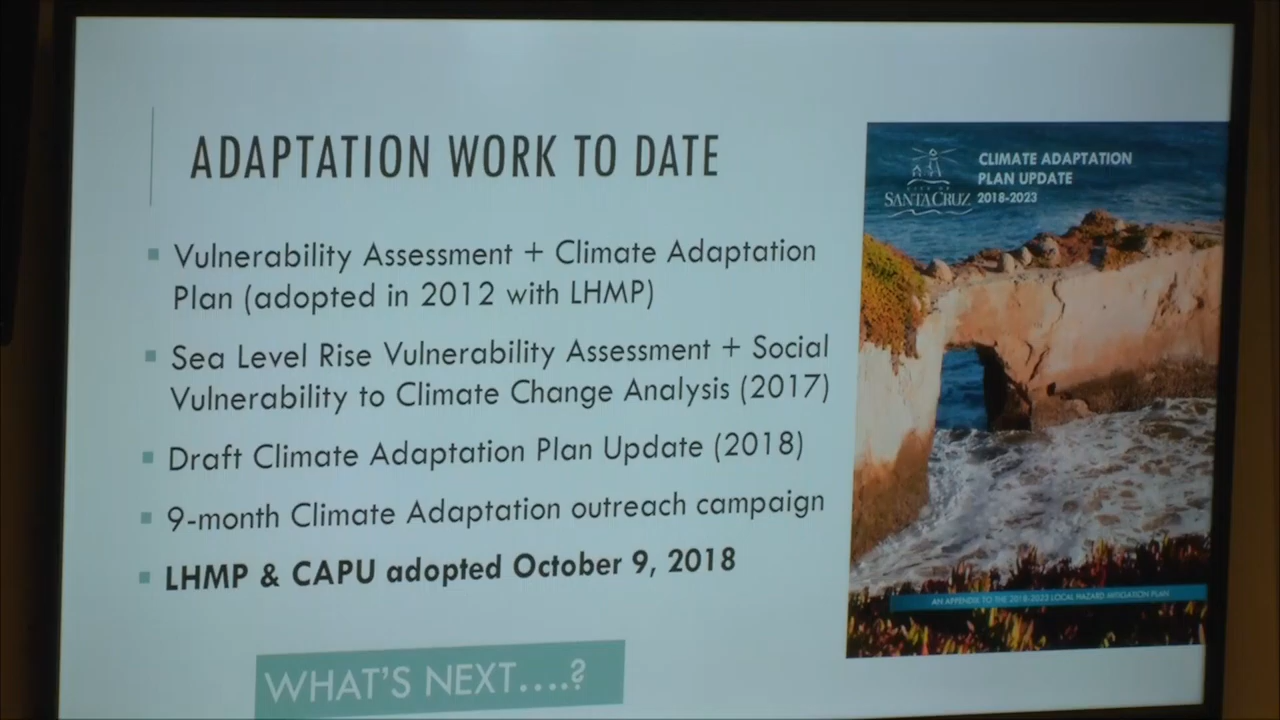 ADAPTATION WORK TO DATE
Vulnerability Assessment + Climate Adaptation
Plan (adopted in 2012 with LHMP)
Sea Level Rise Vulnerability Assessment + Social
Vulnerability to Climate Change Analysis (2017)
Draft Climate Adaptation Plan Update (2018)
9-month Climate Adaptation outreach campaign
LHMP & CAPU adopted October 9, 2018
WHAT'S NEXT....?
CITY OF
SANTA CRUZ
CLIMATE ADAPTATION
PLAN UPDATE
2018-2023
AN APPENDIX TO THE 2018-2023 LOCAL HAZARD MITIGATION PLAN